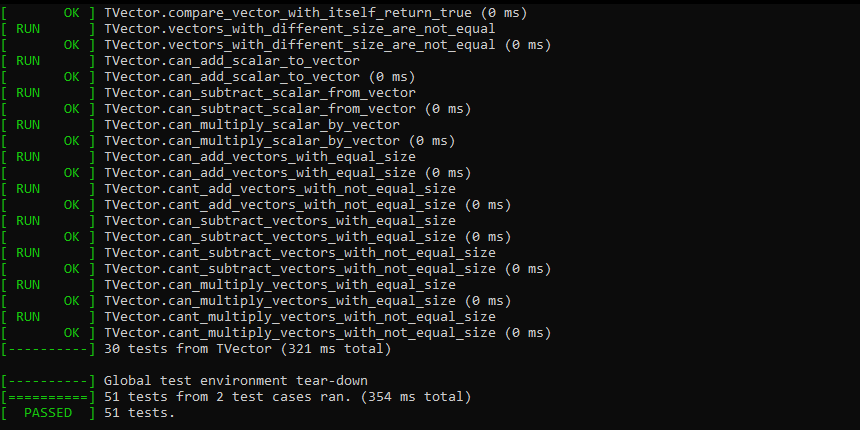 [       OK ] TVector.compare_vector_with_itself_return_true (0 ms)
[ RUN      ] TVector.vectors_with_different_size_are_not_equal
[       OK ] TVector.vectors_with_different_size_are_not_equal (0 ms)
[ RUN      ] TVector.can_add_scalar_to_vector
[       OK ] TVector.can_add_scalar_to_vector (0 ms)
[ RUN      ] TVector.can_subtract_scalar_from_vector
[       OK ] TVector.can_subtract_scalar_from_vector (0 ms)
[ RUN      ] TVector.can_multiply_scalar_by_vector
[       OK ] TVector.can_multiply_scalar_by_vector (0 ms)
[ RUN      ] TVector.can_add_vectors_with_equal_size
[       OK ] TVector.can_add_vectors_with_equal_size (0 ms)
[ RUN      ] TVector.cant_add_vectors_with_not_equal_size
[       OK ] TVector.cant_add_vectors_with_not_equal_size (0 ms)
[ RUN      ] TVector.can_subtract_vectors_with_equal_size
[       OK ] TVector.can_subtract_vectors_with_equal_size (0 ms)
[ RUN      ] TVector.cant_subtract_vectors_with_not_equal_size
[       OK ] TVector.cant_subtract_vectors_with_not_equal_size (0 ms)
[ RUN      ] TVector.can_multiply_vectors_with_equal_size
[       OK ] TVector.can_multiply_vectors_with_equal_size (0 ms)
[ RUN      ] TVector.cant_multiply_vectors_with_not_equal_size
[       OK ] TVector.cant_multiply_vectors_with_not_equal_size (0 ms)
[----------] 30 tests from TVector (321 ms total)

[----------] Global test environment tear-down
[==========] 51 tests from 2 test cases ran. (354 ms total)
[  PASSED  ] 51 tests.